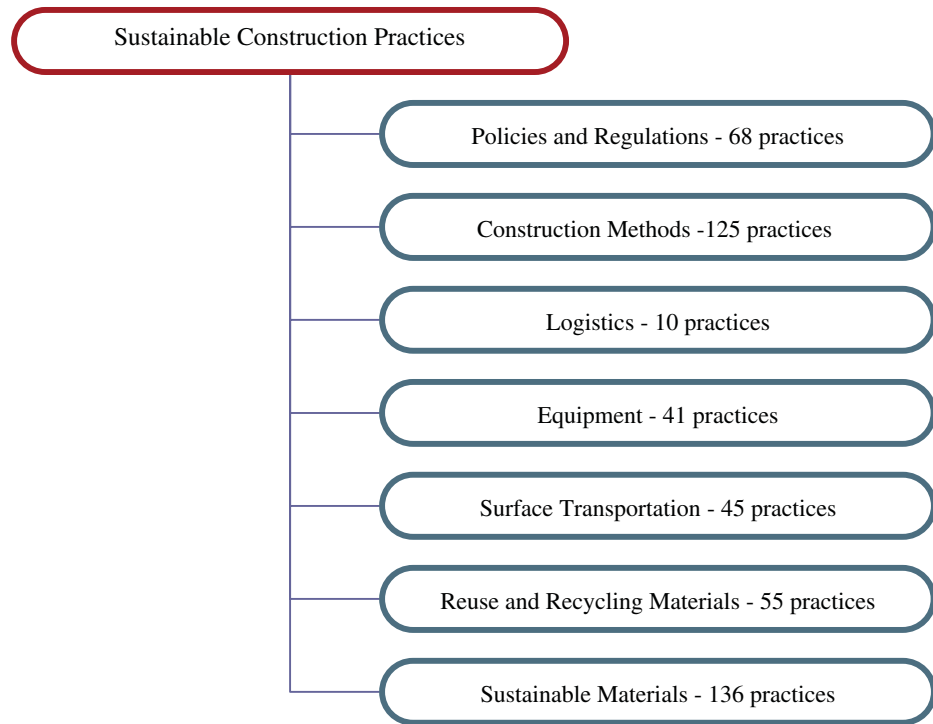 Sustainable Construction Practices
Policies and Regulations - 68 practices
Construction Methods -125 practices
Logistics - 10 practices
Equipment - 41 practices
Surface Transportation - 45 practices
Reuse and Recycling Materials - 55 practices
Sustainable Materials - 136 practices